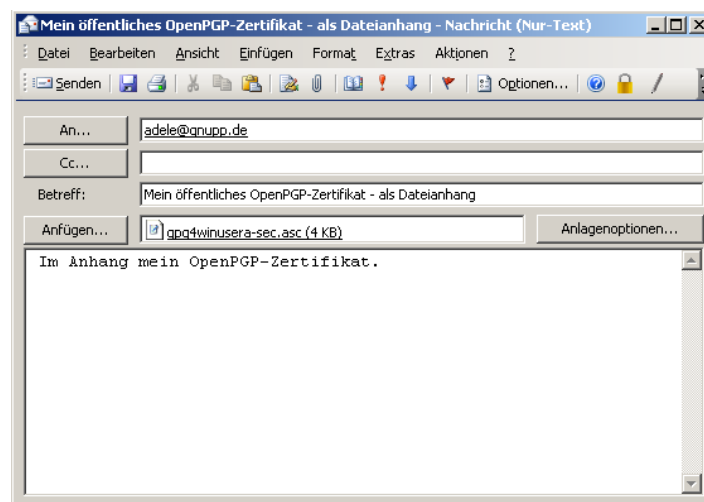 Mein öffentliches OpenPGP-Zertifikat - als Dateianhang - Nachricht (Nur-Text)
Datei Bearbeiten Ansicht Einfügen Format Extras Aktionen ?
Senden Optionen...
An... adele@gnupp.de
Cc...
Betreff: Mein öffentliches OpenPGP-Zertifikat - als Dateianhang
Anfügen... gpg4winusera-sec.asc (4 KB) Anlagenoptionen...
Im Anhang mein OpenPGP-Zertifikat.